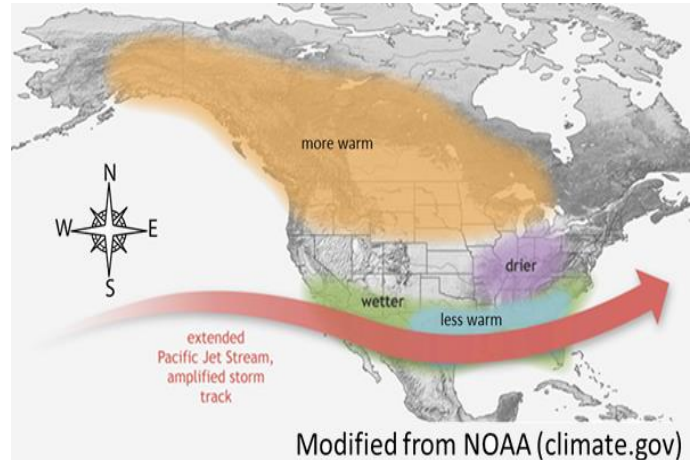 more warm
N
W
E
S
drier
wetter
less warm
extended
Pacific Jet Stream,
amplified storm
track
Modified from NOAA (climate.gov)